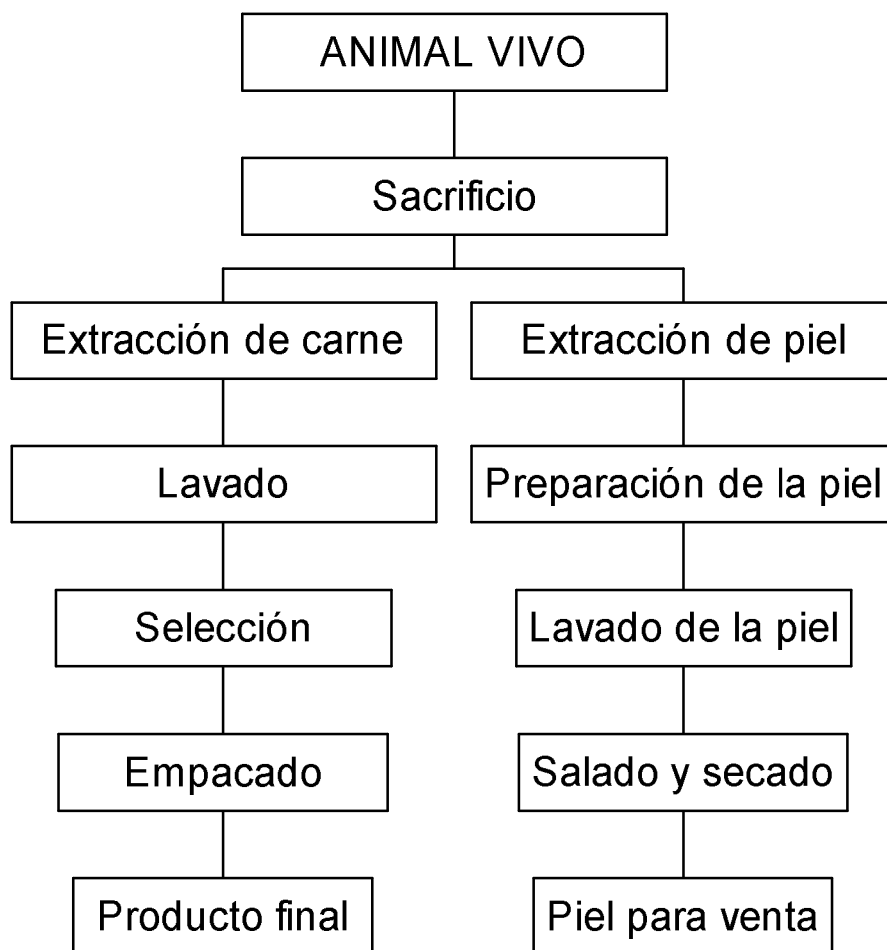 ANIMAL VIVO
Sacrificio
Extracción de carne
Extracción de piel
Lavado
Preparación de la piel
Selección
Lavado de la piel
Empacado
Salado y secado
Producto final
Piel para venta